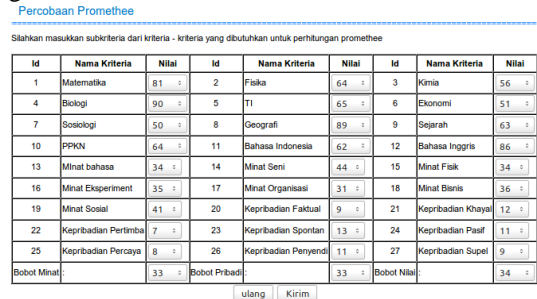 Percobaan Promethee
Silahkan masukkan subkriteria dari kriteria - kriteria yang dibutuhkan untuk perhitungan promethee
Id Nama Kriteria Nilai Id Nama Kriteria Nilai Id Nama Kriteria Nilai
1 Matematika 81 2 Fisika 64 3 Kimia 56
4 Biologi 90 5 TI 65 6 Ekonomi 51
7 Sosiologi 50 8 Geografi 89 9 Sejarah 63
10 PPKN 64 11 Bahasa Indonesia 62 12 Bahasa Inggris 86
13 MInat bahasa 34 14 Minat Seni 44 15 Minat Fisik 34
16 Minat Eksperiment 35 17 Minat Organisasi 31 18 Minat Bisnis 36
19 Minat Sosial 41 20 Kepribadian Faktual 9 21 Kepribadian Khayal 12
22 Kepribadian Pertimba 7 23 Kepribadian Spontan 13 24 Kepribadian Pasif 11
25 Kepribadian Percaya 8 26 Kepribadian Penyendi 11 27 Kepribadian Supel 9
Bobot Minat : 33 Bobot Pribadi : 33 Bobot Nilai : 34
ulang Kirim